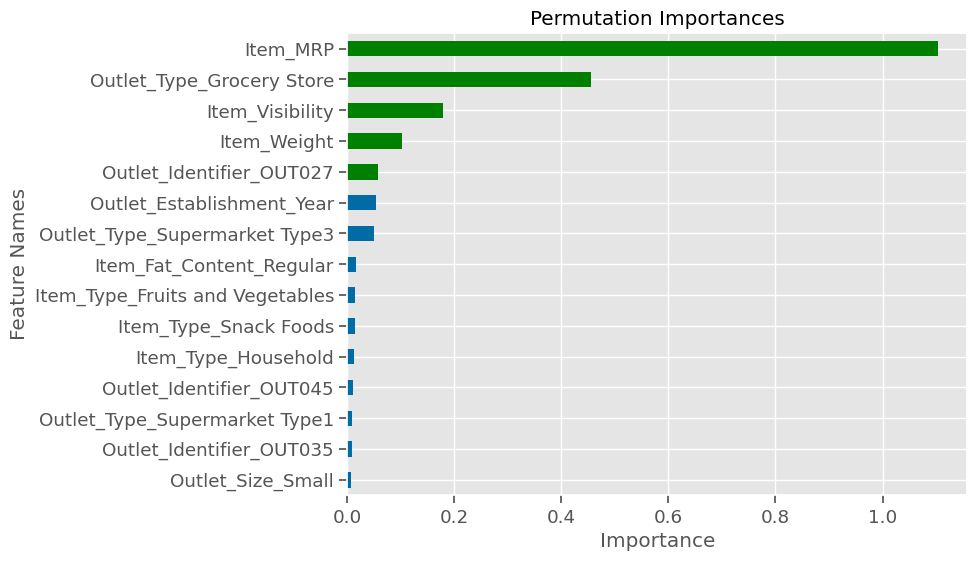 Permutation Importances
Item_MRP
Outlet_Type_Grocery Store
Item_Visibility
Item_Weight
Outlet_Identifier_OUT027
Outlet_Establishment_Year
Outlet_Type_Supermarket Type3
Item_Fat_Content_Regular
Item_Type_Fruits and Vegetables
Item_Type_Snack Foods
Item_Type_Household
Outlet_Identifier_OUT045
Outlet_Type_Supermarket Type1
Outlet_Identifier_OUT035
Outlet_Size_Small
Feature Names
0.0 0.2 0.4 0.6 0.8 1.0
Importance